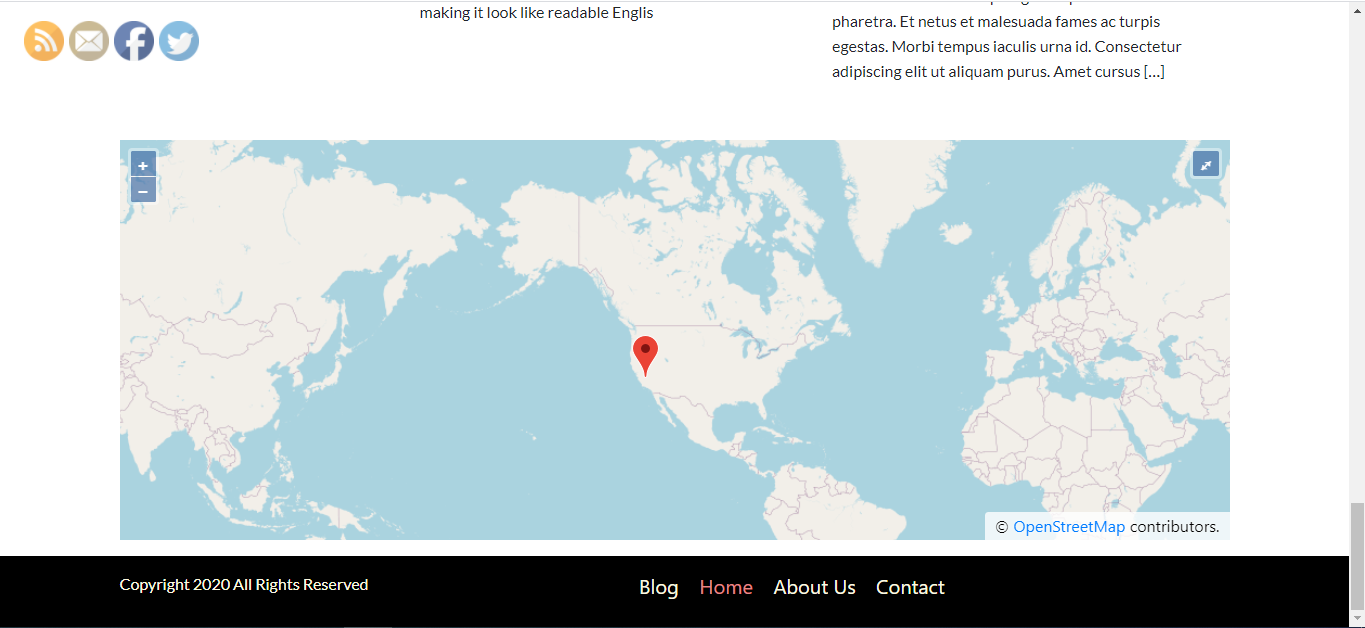 making it look like readable Englis
pharetra. Et netus et malesuada fames ac turpis
egestas. Morbi tempus iaculis urna id. Consectetur
adipiscing elit ut aliquam purus. Amet cursus [...]
+
−
© OpenStreetMap contributors.
Copyright 2020 All Rights Reserved
Blog Home About Us Contact